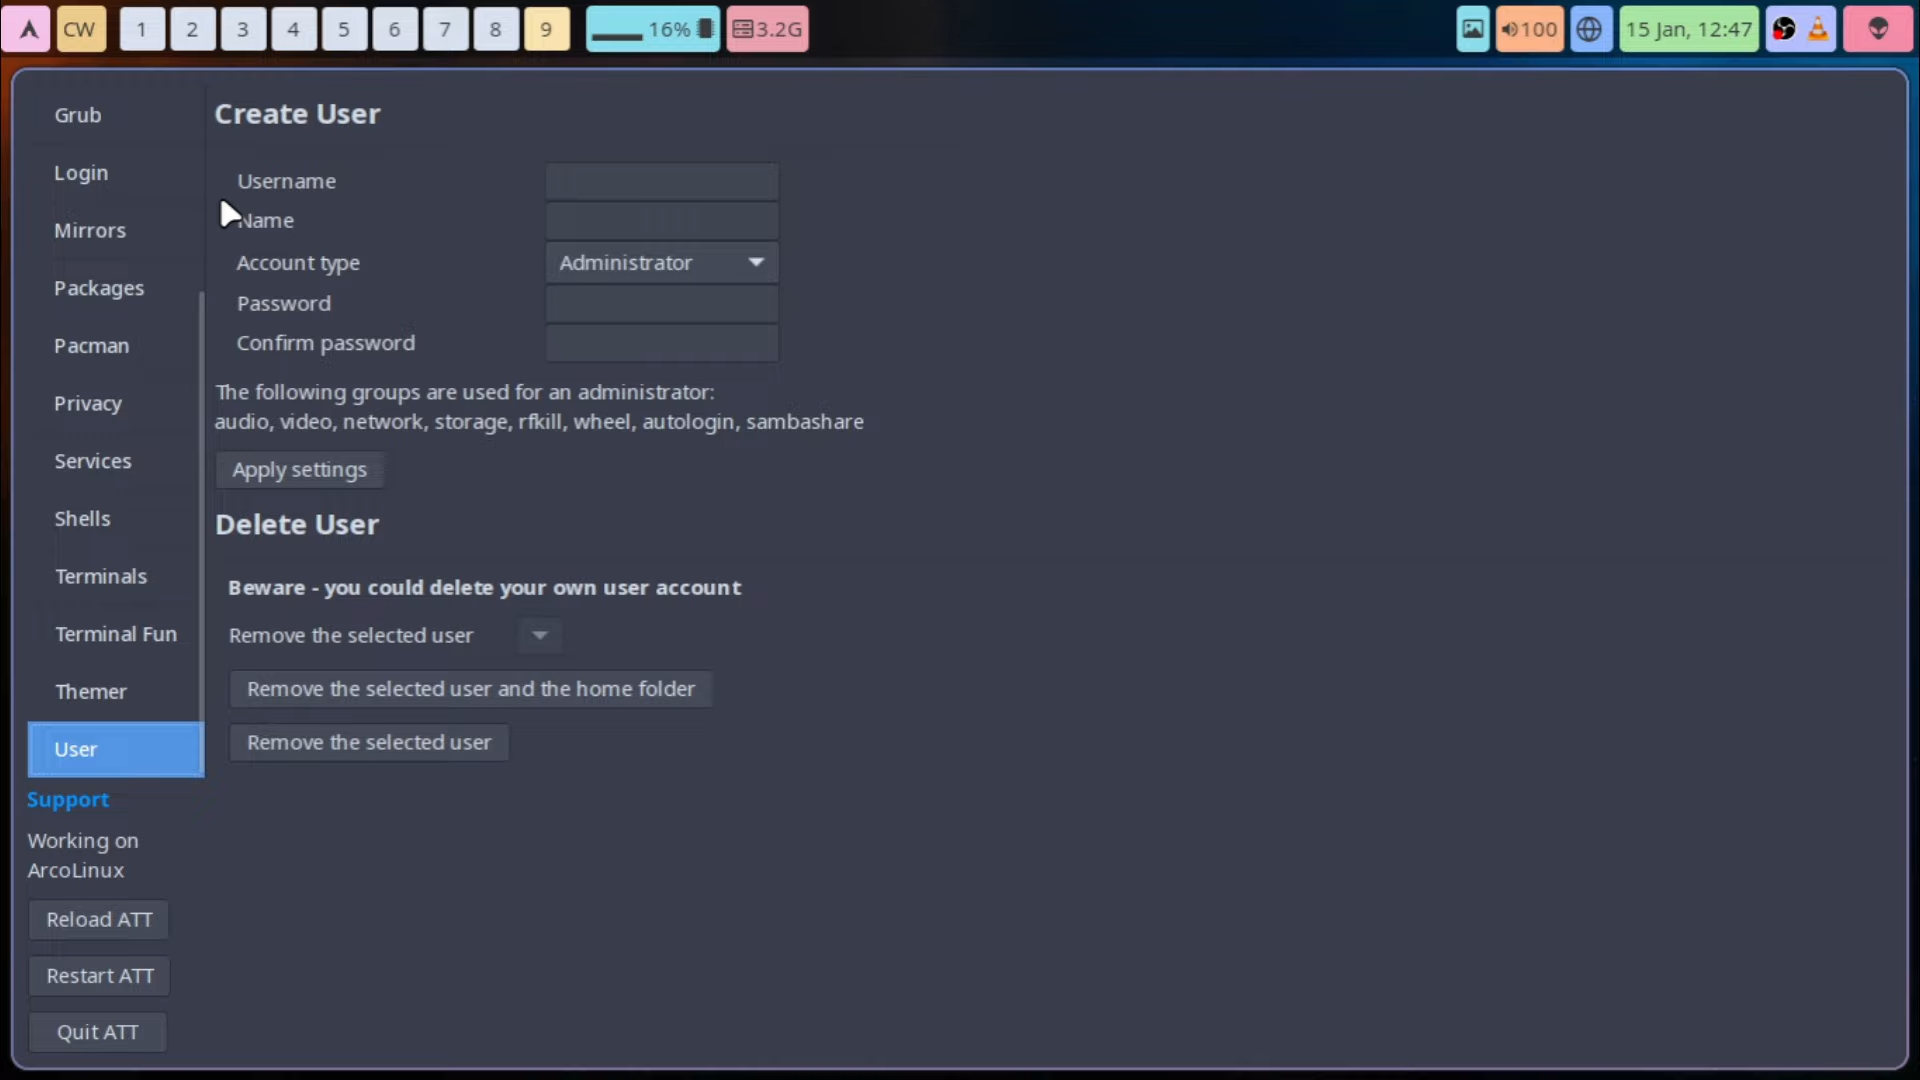 CW 1 2 3 4 5 6 7 8 9 16% 3.2G 100 15 Jan, 12:47
Grub
Login
Mirrors
Packages
Pacman
Privacy
Services
Shells
Terminals
Terminal Fun
Themer
User
Support
Working on
ArcoLinux
Reload ATT
Restart ATT
Quit ATT
Create User
Username
Name
Account type Administrator
Password
Confirm password
The following groups are used for an administrator:
audio, video, network, storage, rfkill, wheel, autologin, sambashare
Apply settings
Delete User
Beware - you could delete your own user account
Remove the selected user
Remove the selected user and the home folder
Remove the selected user